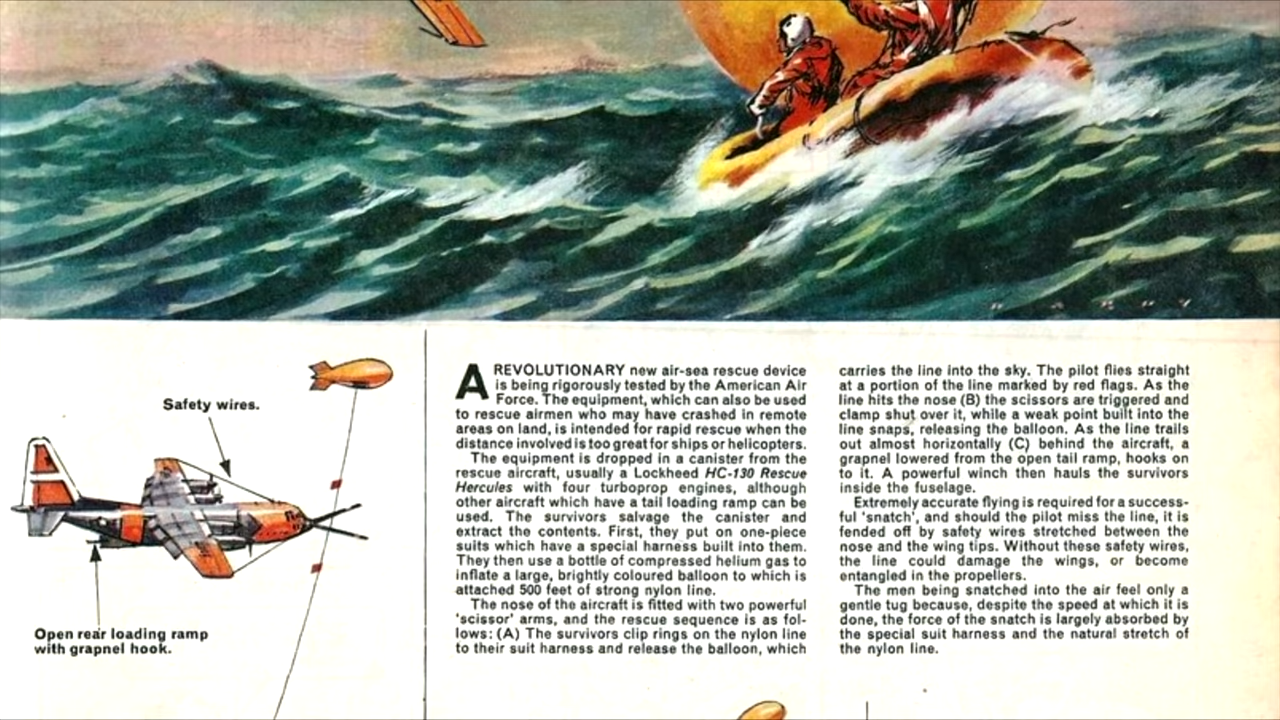 Safety wires.
Open rear loading ramp
with grapnel hook.
A REVOLUTIONARY new air-sea rescue device
is being rigorously tested by the American Air
Force. The equipment, which can also be used
to rescue airmen who may have crashed in remote
areas on land, is intended for rapid rescue when the
distance involved is too great for ships or helicopters.
The equipment is dropped in a canister from the
rescue aircraft, usually a Lockheed HC-130 Rescue
Hercules with four turboprop engines, although
other aircraft which have a tail loading ramp can be
used. The survivors salvage the canister and
extract the contents. First, they put on one-piece
suits which have a special harness built into them.
They then use a bottle of compressed helium gas to
inflate a large, brightly coloured balloon to which is
attached 500 feet of strong nylon line.
The nose of the aircraft is fitted with two powerful
'scissor' arms, and the rescue sequence is as fol-
lows: (A) The survivors clip rings on the nylon line
to their suit harness and release the balloon, which
carries the line into the sky. The pilot flies straight
at a portion of the line marked by red flags. As the
line hits the nose (B) the scissors are triggered and
clamp shut over it, while a weak point built into the
line snaps, releasing the balloon. As the line trails
out almost horizontally (C) behind the aircraft, a
grapnel lowered from the open tail ramp, hooks on
to it. A powerful winch then hauls the survivors
inside the fuselage.
Extremely accurate flying is required for a success-
ful 'snatch', and should the pilot miss the line, it is
fended off by safety wires stretched between the
nose and the wing tips. Without these safety wires,
the line could damage the wings, or become
entangled in the propellers.
The men being snatched into the air feel only a
gentle tug because, despite the speed at which it is
done, the force of the snatch is largely absorbed by
the special suit harness and the natural stretch of
the nylon line.